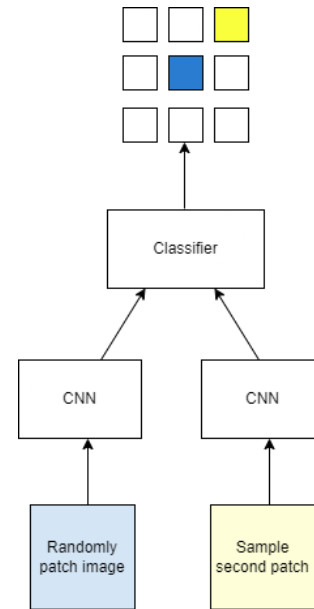 Classifier
CNN
CNN
Randomly
patch image
Sample
second patch